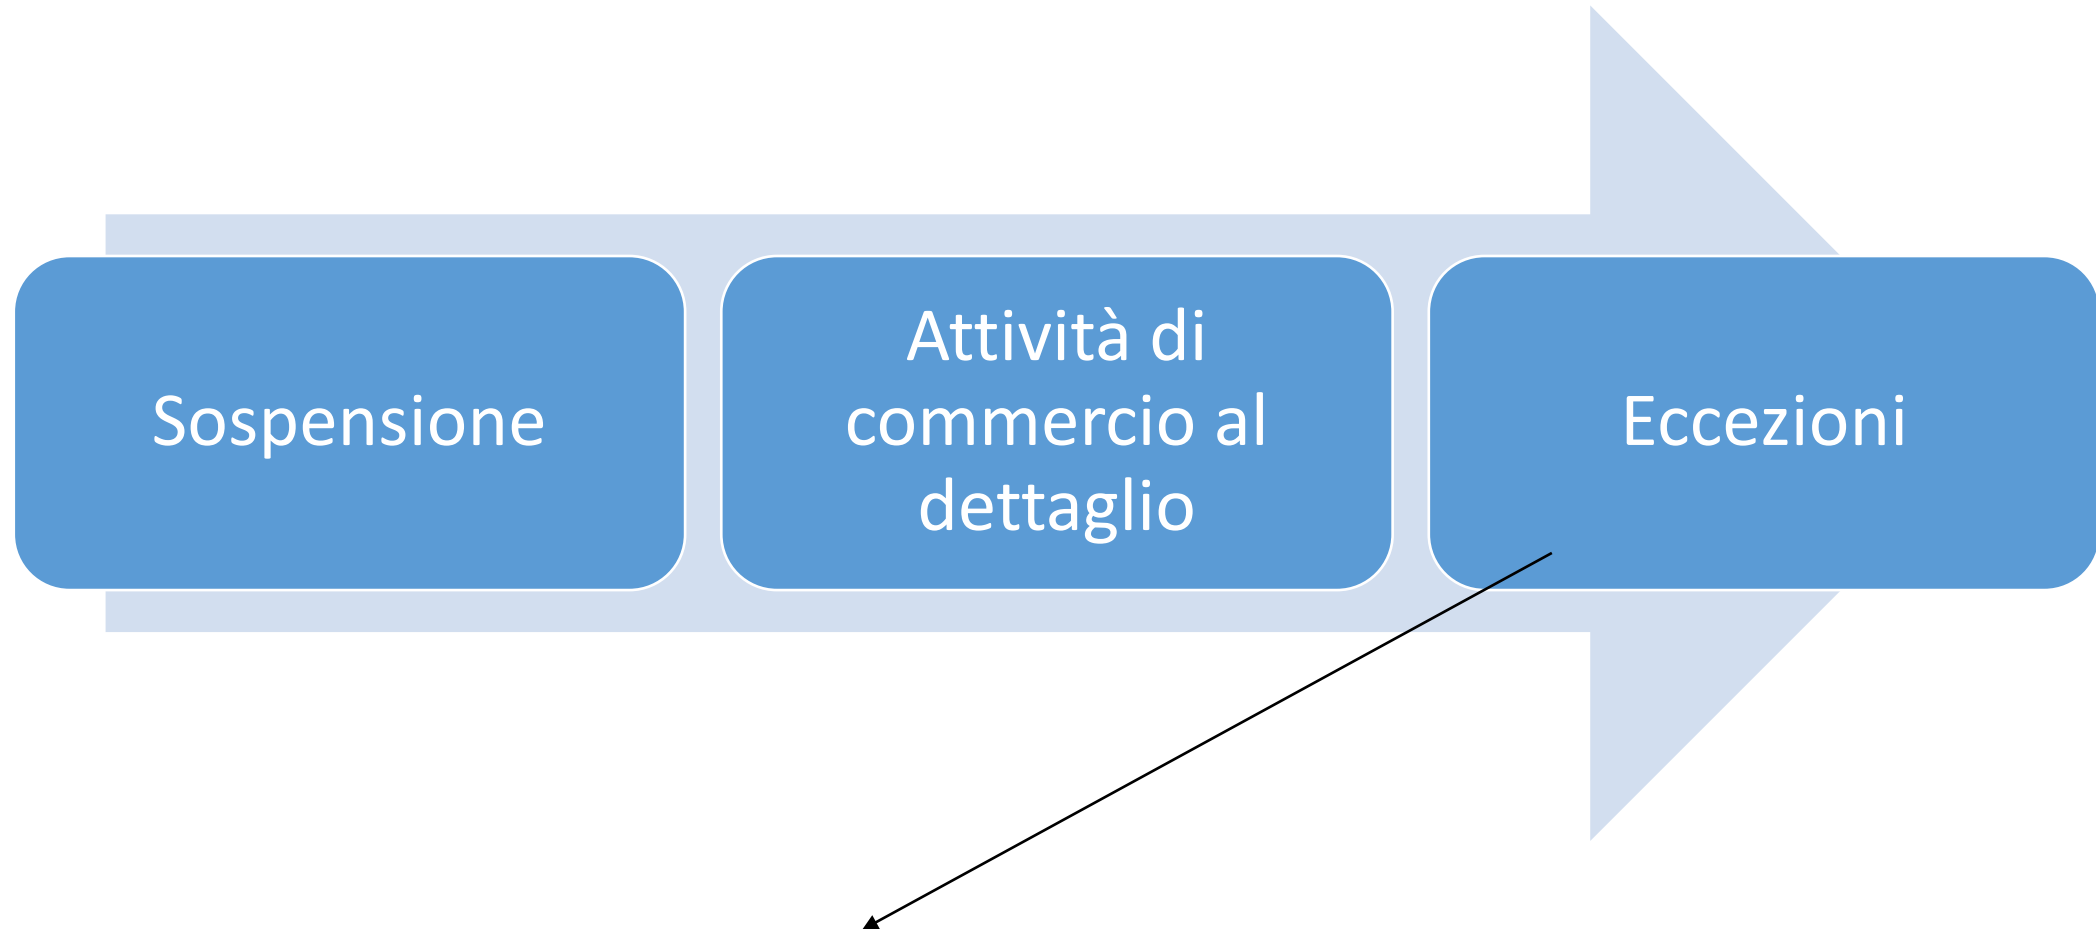 Sospensione
Attività di
commercio al
dettaglio
Eccezioni